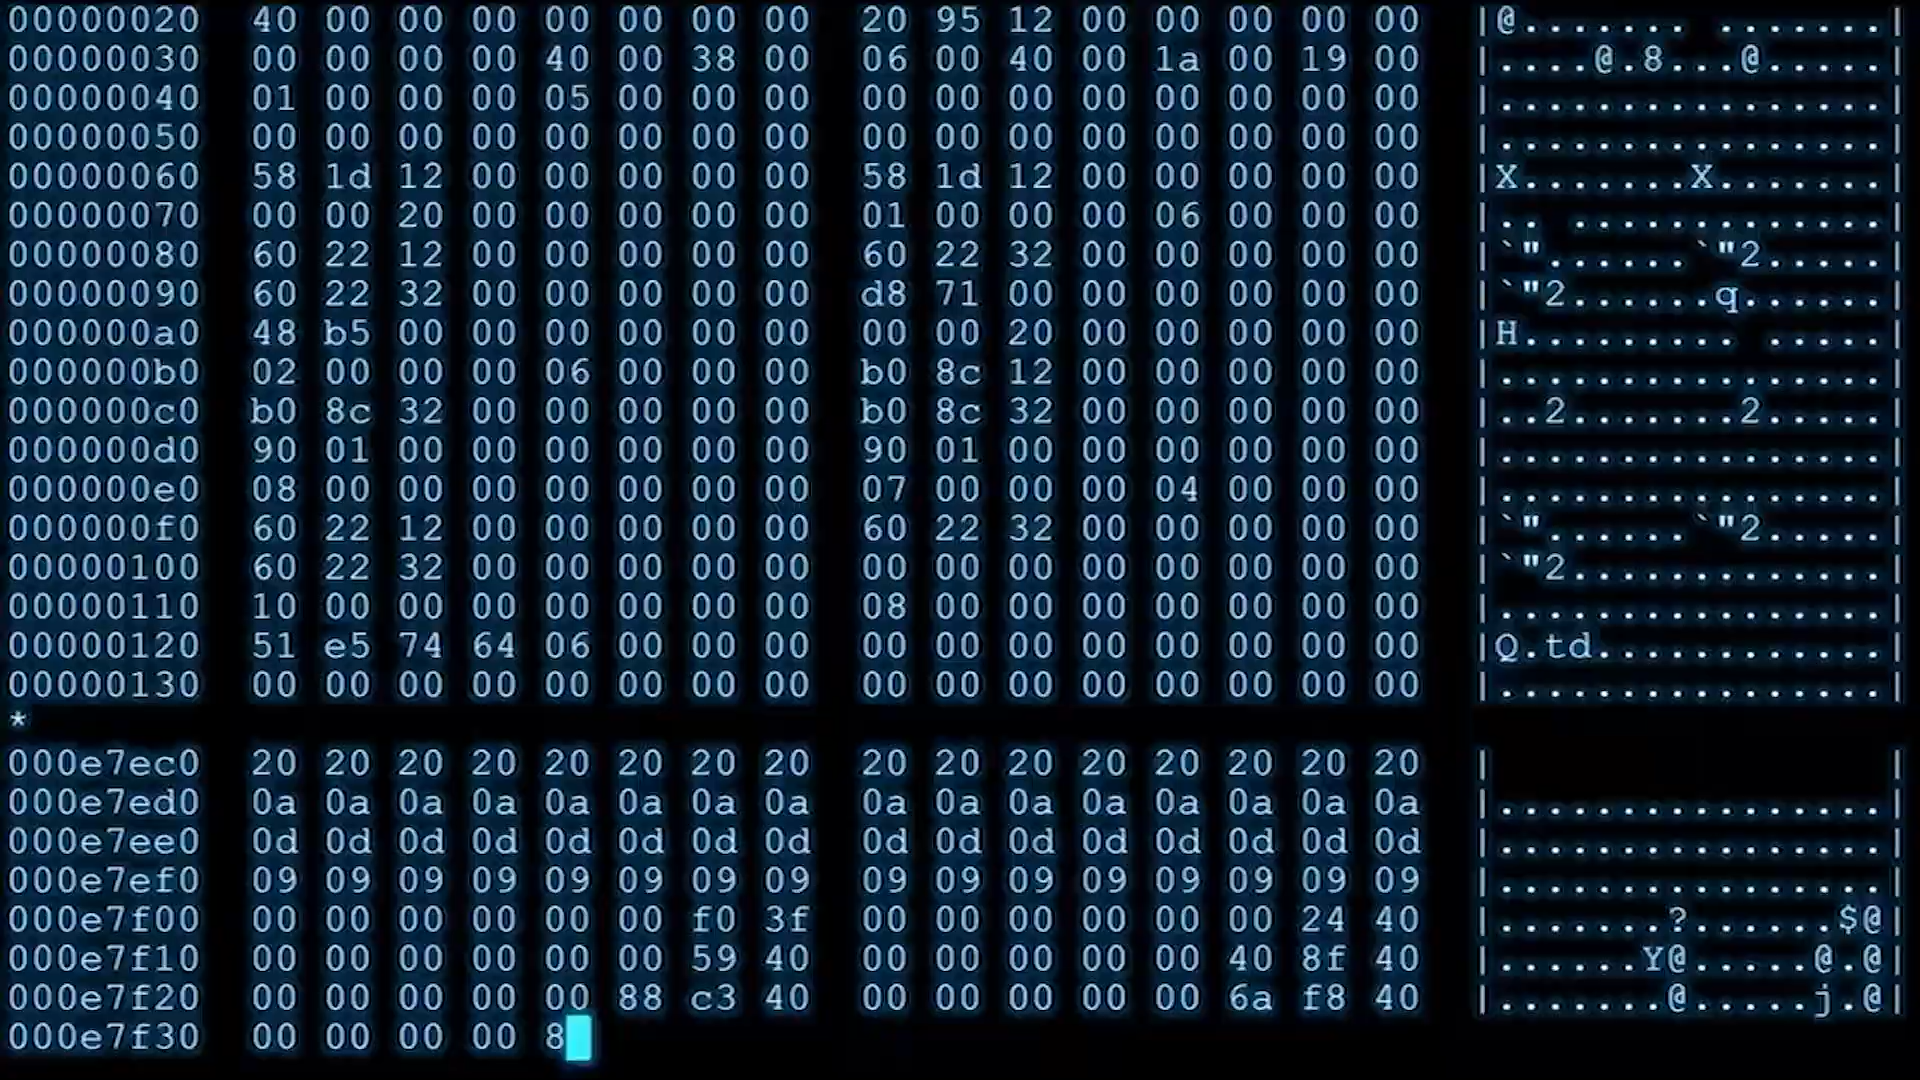 00000020  40 00 00 00 00 00 00 00  20 95 12 00 00 00 00 00  |@....... .......|
00000030  00 00 00 00 40 00 38 00  06 00 40 00 1a 00 19 00  |....@.8...@.....|
00000040  01 00 00 00 05 00 00 00  00 00 00 00 00 00 00 00  |................|
00000050  00 00 00 00 00 00 00 00  00 00 00 00 00 00 00 00  |................|
00000060  58 1d 12 00 00 00 00 00  58 1d 12 00 00 00 00 00  |X.......X.......|
00000070  00 00 20 00 00 00 00 00  01 00 00 00 06 00 00 00  |.. .............|
00000080  60 22 12 00 00 00 00 00  60 22 32 00 00 00 00 00  |`"......`"2.....|
00000090  60 22 32 00 00 00 00 00  d8 71 00 00 00 00 00 00  |`"2......q......|
000000a0  48 b5 00 00 00 00 00 00  00 00 20 00 00 00 00 00  |H......... .....|
000000b0  02 00 00 00 06 00 00 00  b0 8c 12 00 00 00 00 00  |................|
000000c0  b0 8c 32 00 00 00 00 00  b0 8c 32 00 00 00 00 00  |..2.......2.....|
000000d0  90 01 00 00 00 00 00 00  90 01 00 00 00 00 00 00  |................|
000000e0  08 00 00 00 00 00 00 00  07 00 00 00 04 00 00 00  |................|
000000f0  60 22 12 00 00 00 00 00  60 22 32 00 00 00 00 00  |`"......`"2.....|
00000100  60 22 32 00 00 00 00 00  00 00 00 00 00 00 00 00  |`"2.............|
00000110  10 00 00 00 00 00 00 00  08 00 00 00 00 00 00 00  |................|
00000120  51 e5 74 64 06 00 00 00  00 00 00 00 00 00 00 00  |Q.td............|
00000130  00 00 00 00 00 00 00 00  00 00 00 00 00 00 00 00  |................|
*
000e7ec0  20 20 20 20 20 20 20 20  20 20 20 20 20 20 20 20  |                |
000e7ed0  0a 0a 0a 0a 0a 0a 0a 0a  0a 0a 0a 0a 0a 0a 0a 0a  |................|
000e7ee0  0d 0d 0d 0d 0d 0d 0d 0d  0d 0d 0d 0d 0d 0d 0d 0d  |................|
000e7ef0  09 09 09 09 09 09 09 09  09 09 09 09 09 09 09 09  |................|
000e7f00  00 00 00 00 00 00 f0 3f  00 00 00 00 00 00 24 40  |.......?......$@|
000e7f10  00 00 00 00 00 00 59 40  00 00 00 00 00 40 8f 40  |......Y@.....@.@|
000e7f20  00 00 00 00 00 88 c3 40  00 00 00 00 00 6a f8 40  |.......@.....j.@|
000e7f30  00 00 00 00 8